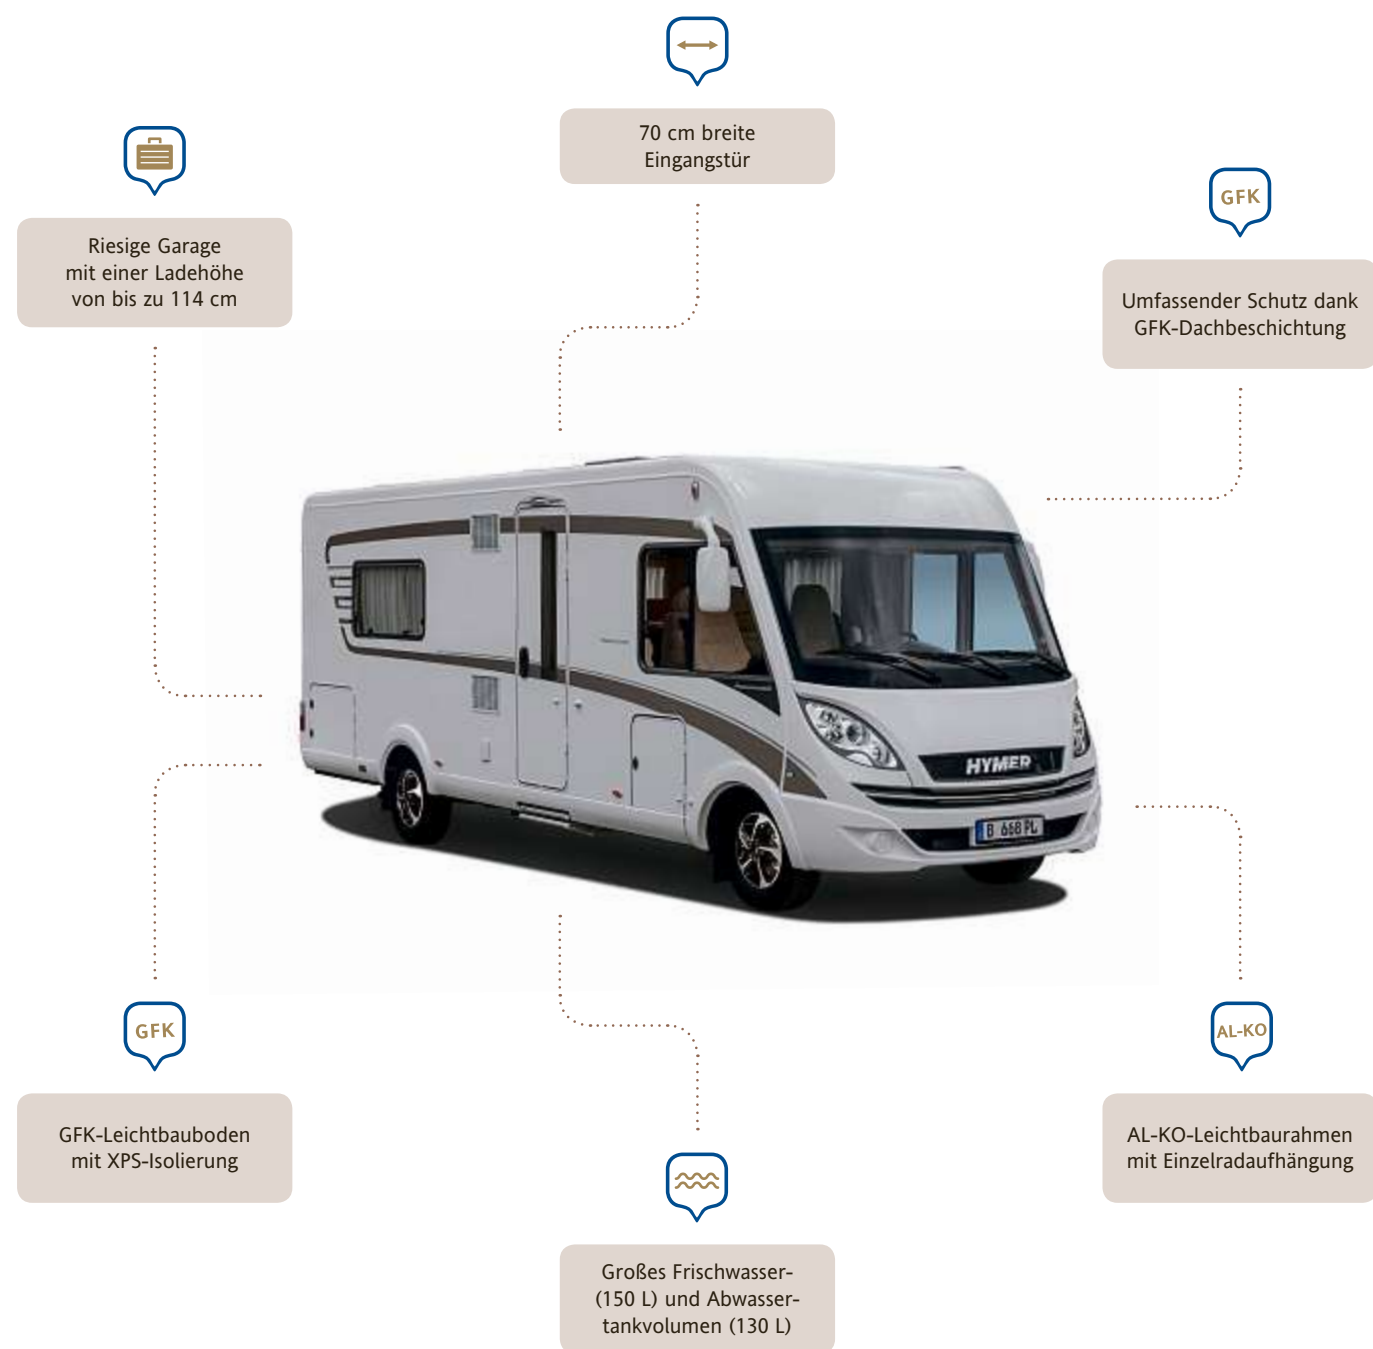 70 cm breite
Eingangstür
Riesige Garage
mit einer Ladehöhe
von bis zu 114 cm
GFK
Umfassender Schutz dank
GFK-Dachbeschichtung
HYMER
B 668 PL
GFK
GFK-Leichtbauboden
mit XPS-Isolierung
AL-KO
AL-KO-Leichtbaurahmen
mit Einzelradaufhängung
Großes Frischwasser-
(150 L) und Abwasser-
tankvolumen (130 L)